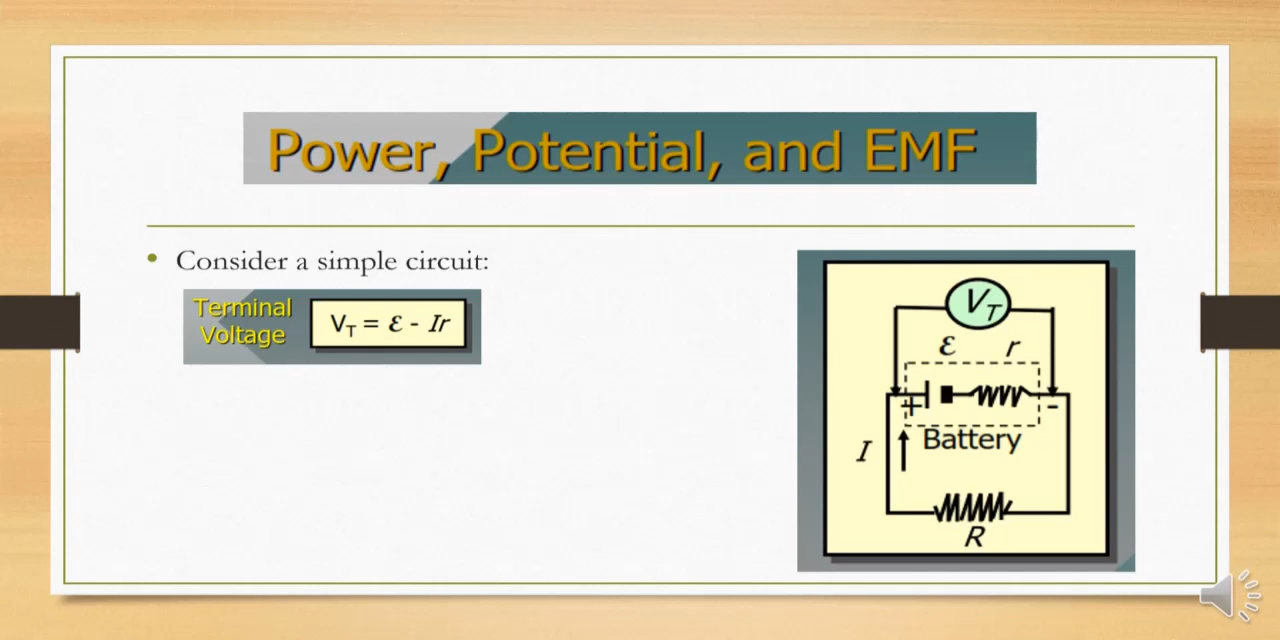 Power, Potential, and EMF
• Consider a simple circuit:
Terminal
Voltage
V_T = ℰ - Ir
V_T
ℰ r
+ -
Battery
I
R